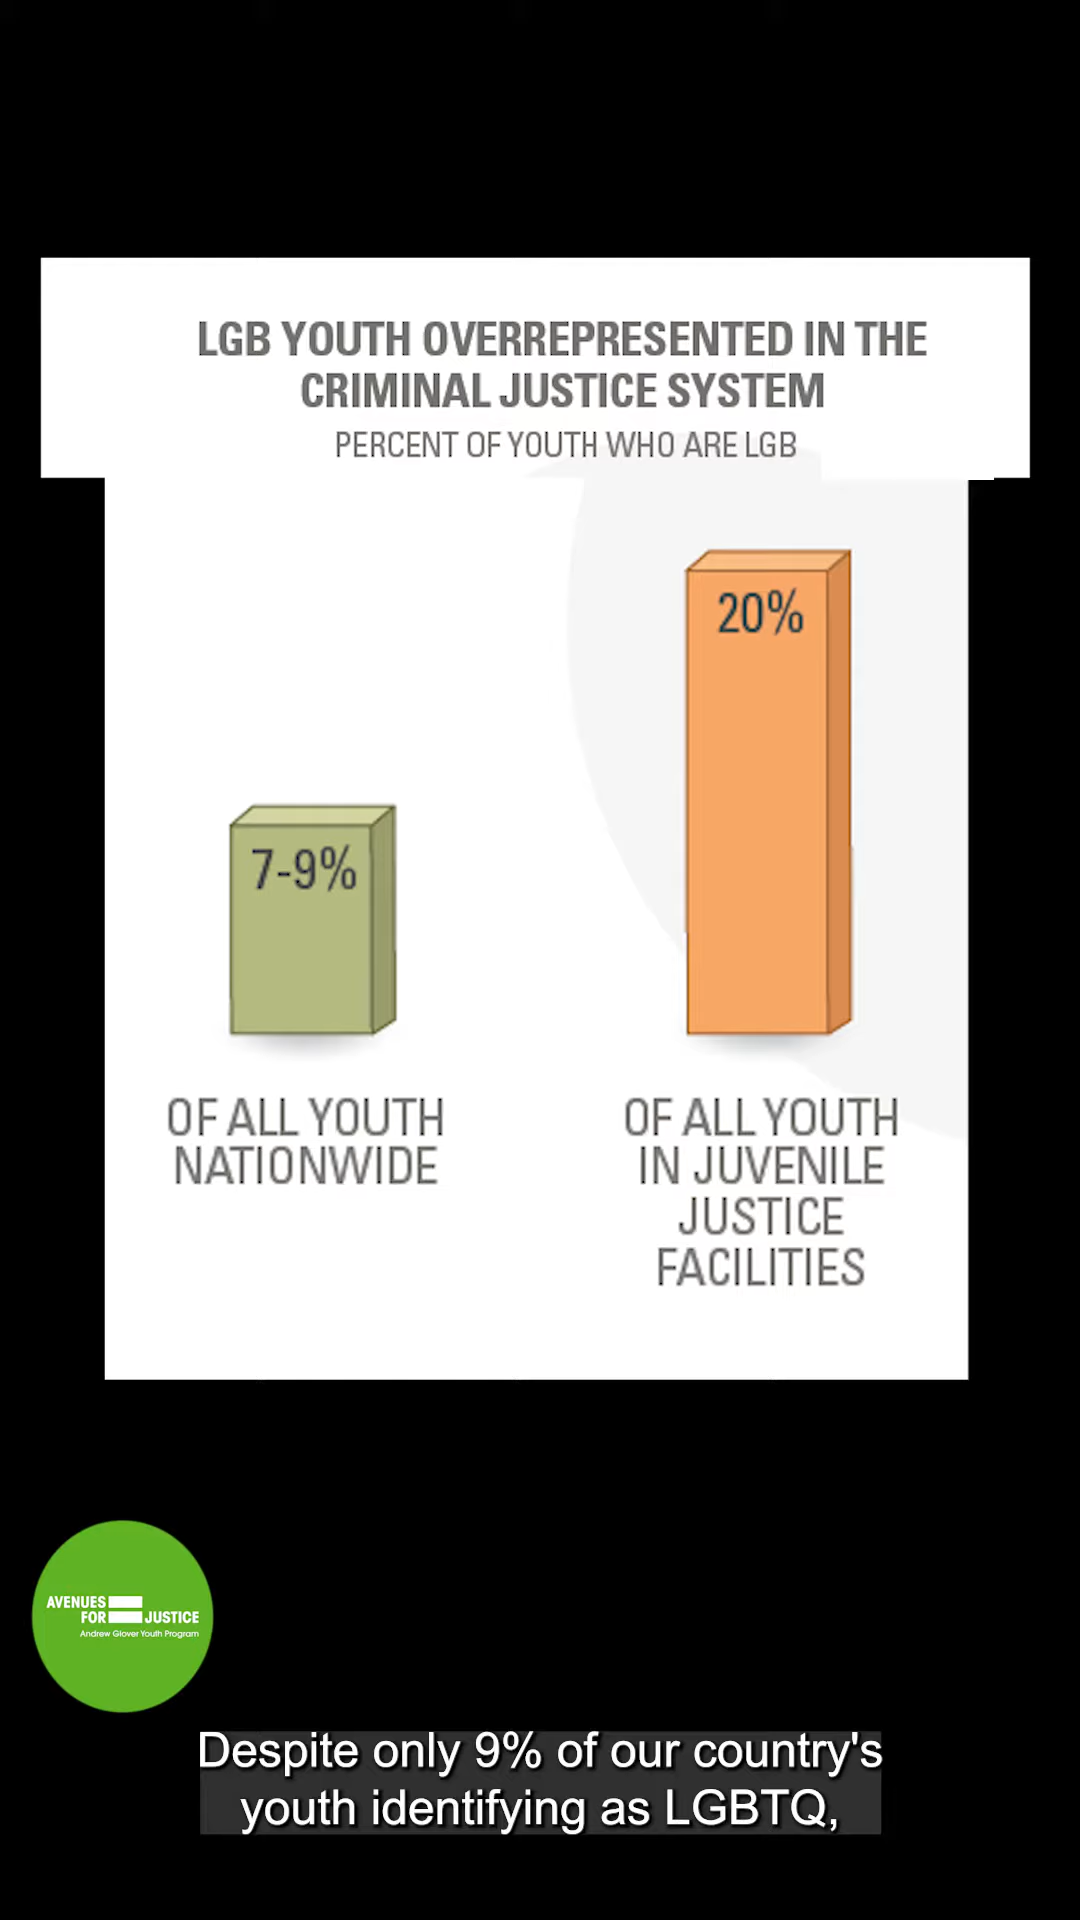 LGB YOUTH OVERREPRESENTED IN THE
CRIMINAL JUSTICE SYSTEM
PERCENT OF YOUTH WHO ARE LGB
20%
7-9%
OF ALL YOUTH
NATIONWIDE
OF ALL YOUTH
IN JUVENILE
JUSTICE
FACILITIES
AVENUES
FOR JUSTICE
Andrew Glover Youth Program
Despite only 9% of our country's
youth identifying as LGBTQ,